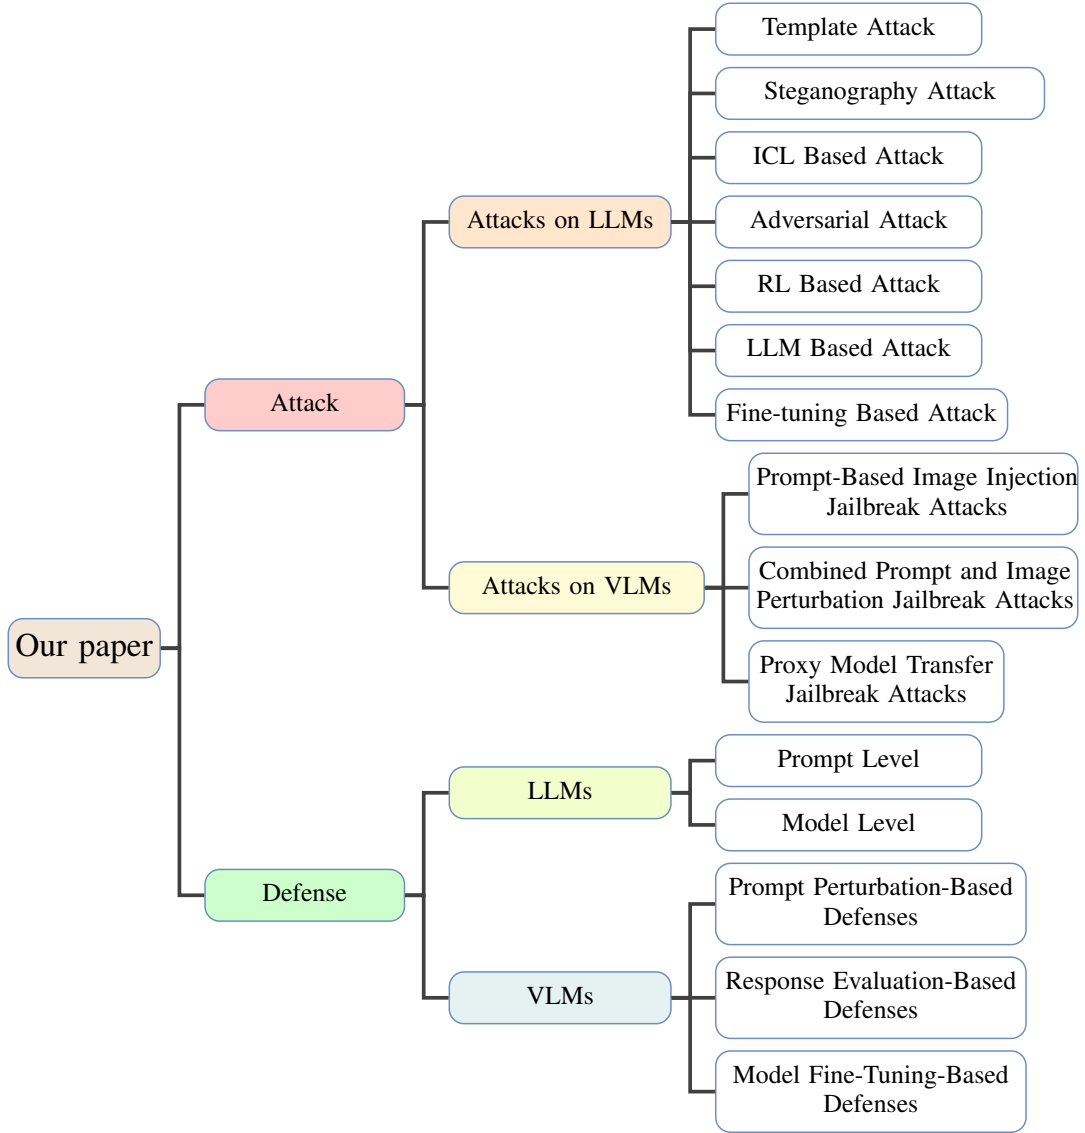 Template Attack
Steganography Attack
ICL Based Attack
Attacks on LLMs
Adversarial Attack
RL Based Attack
LLM Based Attack
Attack
Fine-tuning Based Attack
Prompt-Based Image Injection
Jailbreak Attacks
Attacks on VLMs
Combined Prompt and Image
Perturbation Jailbreak Attacks
Our paper
Proxy Model Transfer
Jailbreak Attacks
Prompt Level
LLMs
Model Level
Defense
Prompt Perturbation-Based
Defenses
VLMs
Response Evaluation-Based
Defenses
Model Fine-Tuning-Based
Defenses